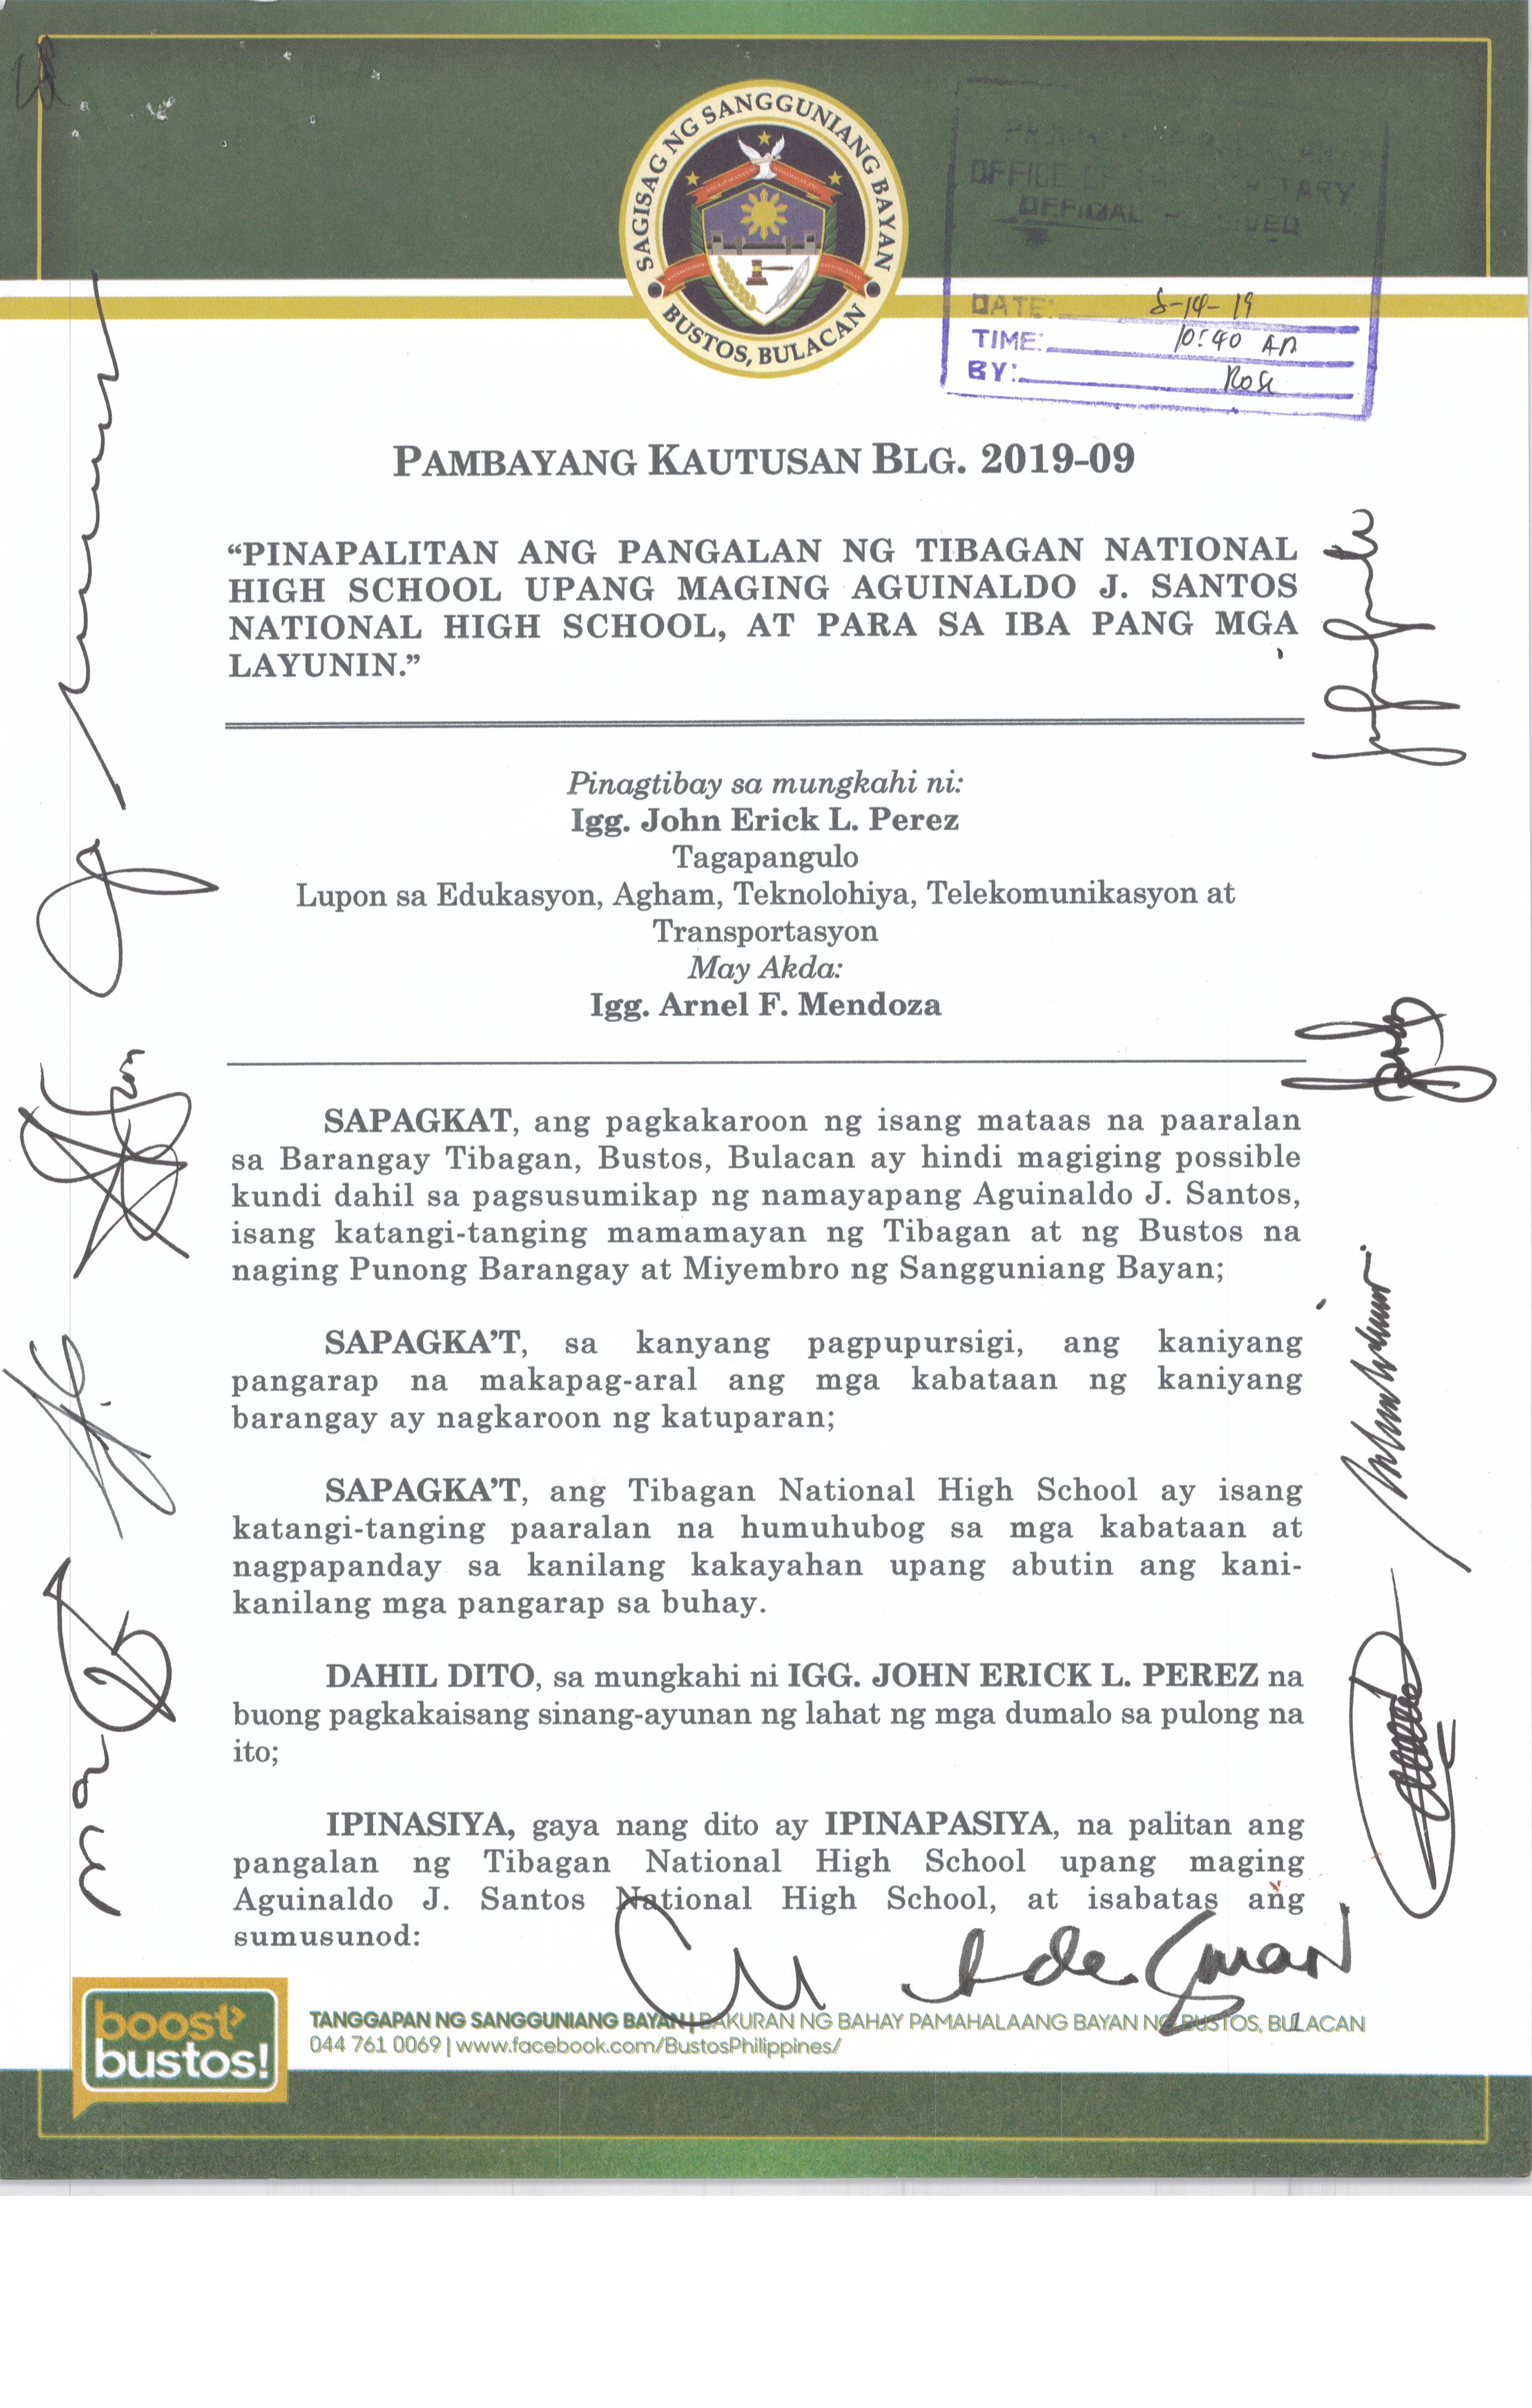 SAGISAG NG SANGGUNIANG BAYAN
BUSTOS, BULACAN
OFFICE
OFFICIAL
DATE: 8-14-19
TIME: 10:40 AM
BY: Rose
PAMBAYANG KAUTUSAN BLG. 2019-09
“PINAPALITAN ANG PANGALAN NG TIBAGAN NATIONAL
HIGH SCHOOL UPANG MAGING AGUINALDO J. SANTOS
NATIONAL HIGH SCHOOL, AT PARA SA IBA PANG MGA
LAYUNIN.”
Pinagtibay sa mungkahi ni:
Igg. John Erick L. Perez
Tagapangulo
Lupon sa Edukasyon, Agham, Teknolohiya, Telekomunikasyon at
Transportasyon
May Akda:
Igg. Arnel F. Mendoza
SAPAGKAT, ang pagkakaroon ng isang mataas na paaralan
sa Barangay Tibagan, Bustos, Bulacan ay hindi magiging possible
kundi dahil sa pagsusumikap ng namayapang Aguinaldo J. Santos,
isang katangi-tanging mamamayan ng Tibagan at ng Bustos na
naging Punong Barangay at Miyembro ng Sangguniang Bayan;
SAPAGKA’T, sa kanyang pagpupursigi, ang kaniyang
pangarap na makapag-aral ang mga kabataan ng kaniyang
barangay ay nagkaroon ng katuparan;
SAPAGKA’T, ang Tibagan National High School ay isang
katangi-tanging paaralan na humuhubog sa mga kabataan at
nagpapanday sa kanilang kakayahan upang abutin ang kani-
kanilang mga pangarap sa buhay.
DAHIL DITO, sa mungkahi ni IGG. JOHN ERICK L. PEREZ na
buong pagkakaisang sinang-ayunan ng lahat ng mga dumalo sa pulong na
ito;
IPINASIYA, gaya nang dito ay IPINAPASIYA, na palitan ang
pangalan ng Tibagan National High School upang maging
Aguinaldo J. Santos National High School, at isabatas ang
sumusunod:
boost
bustos!
TANGGAPAN NG SANGGUNIANG BAYAN | BAKURAN NG BAHAY PAMAHALAANG BAYAN NG BUSTOS, BULACAN
044 761 0069 | www.facebook.com/BustosPhilippines/
1